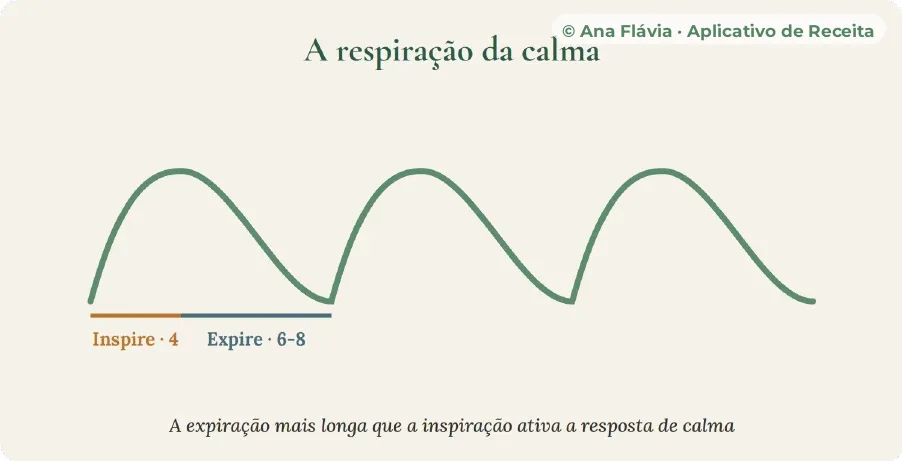 © Ana Flávia · Aplicativo de Receita
A respiração da calma
Inspire · 4
Expire · 6-8
A expiração mais longa que a inspiração ativa a resposta de calma